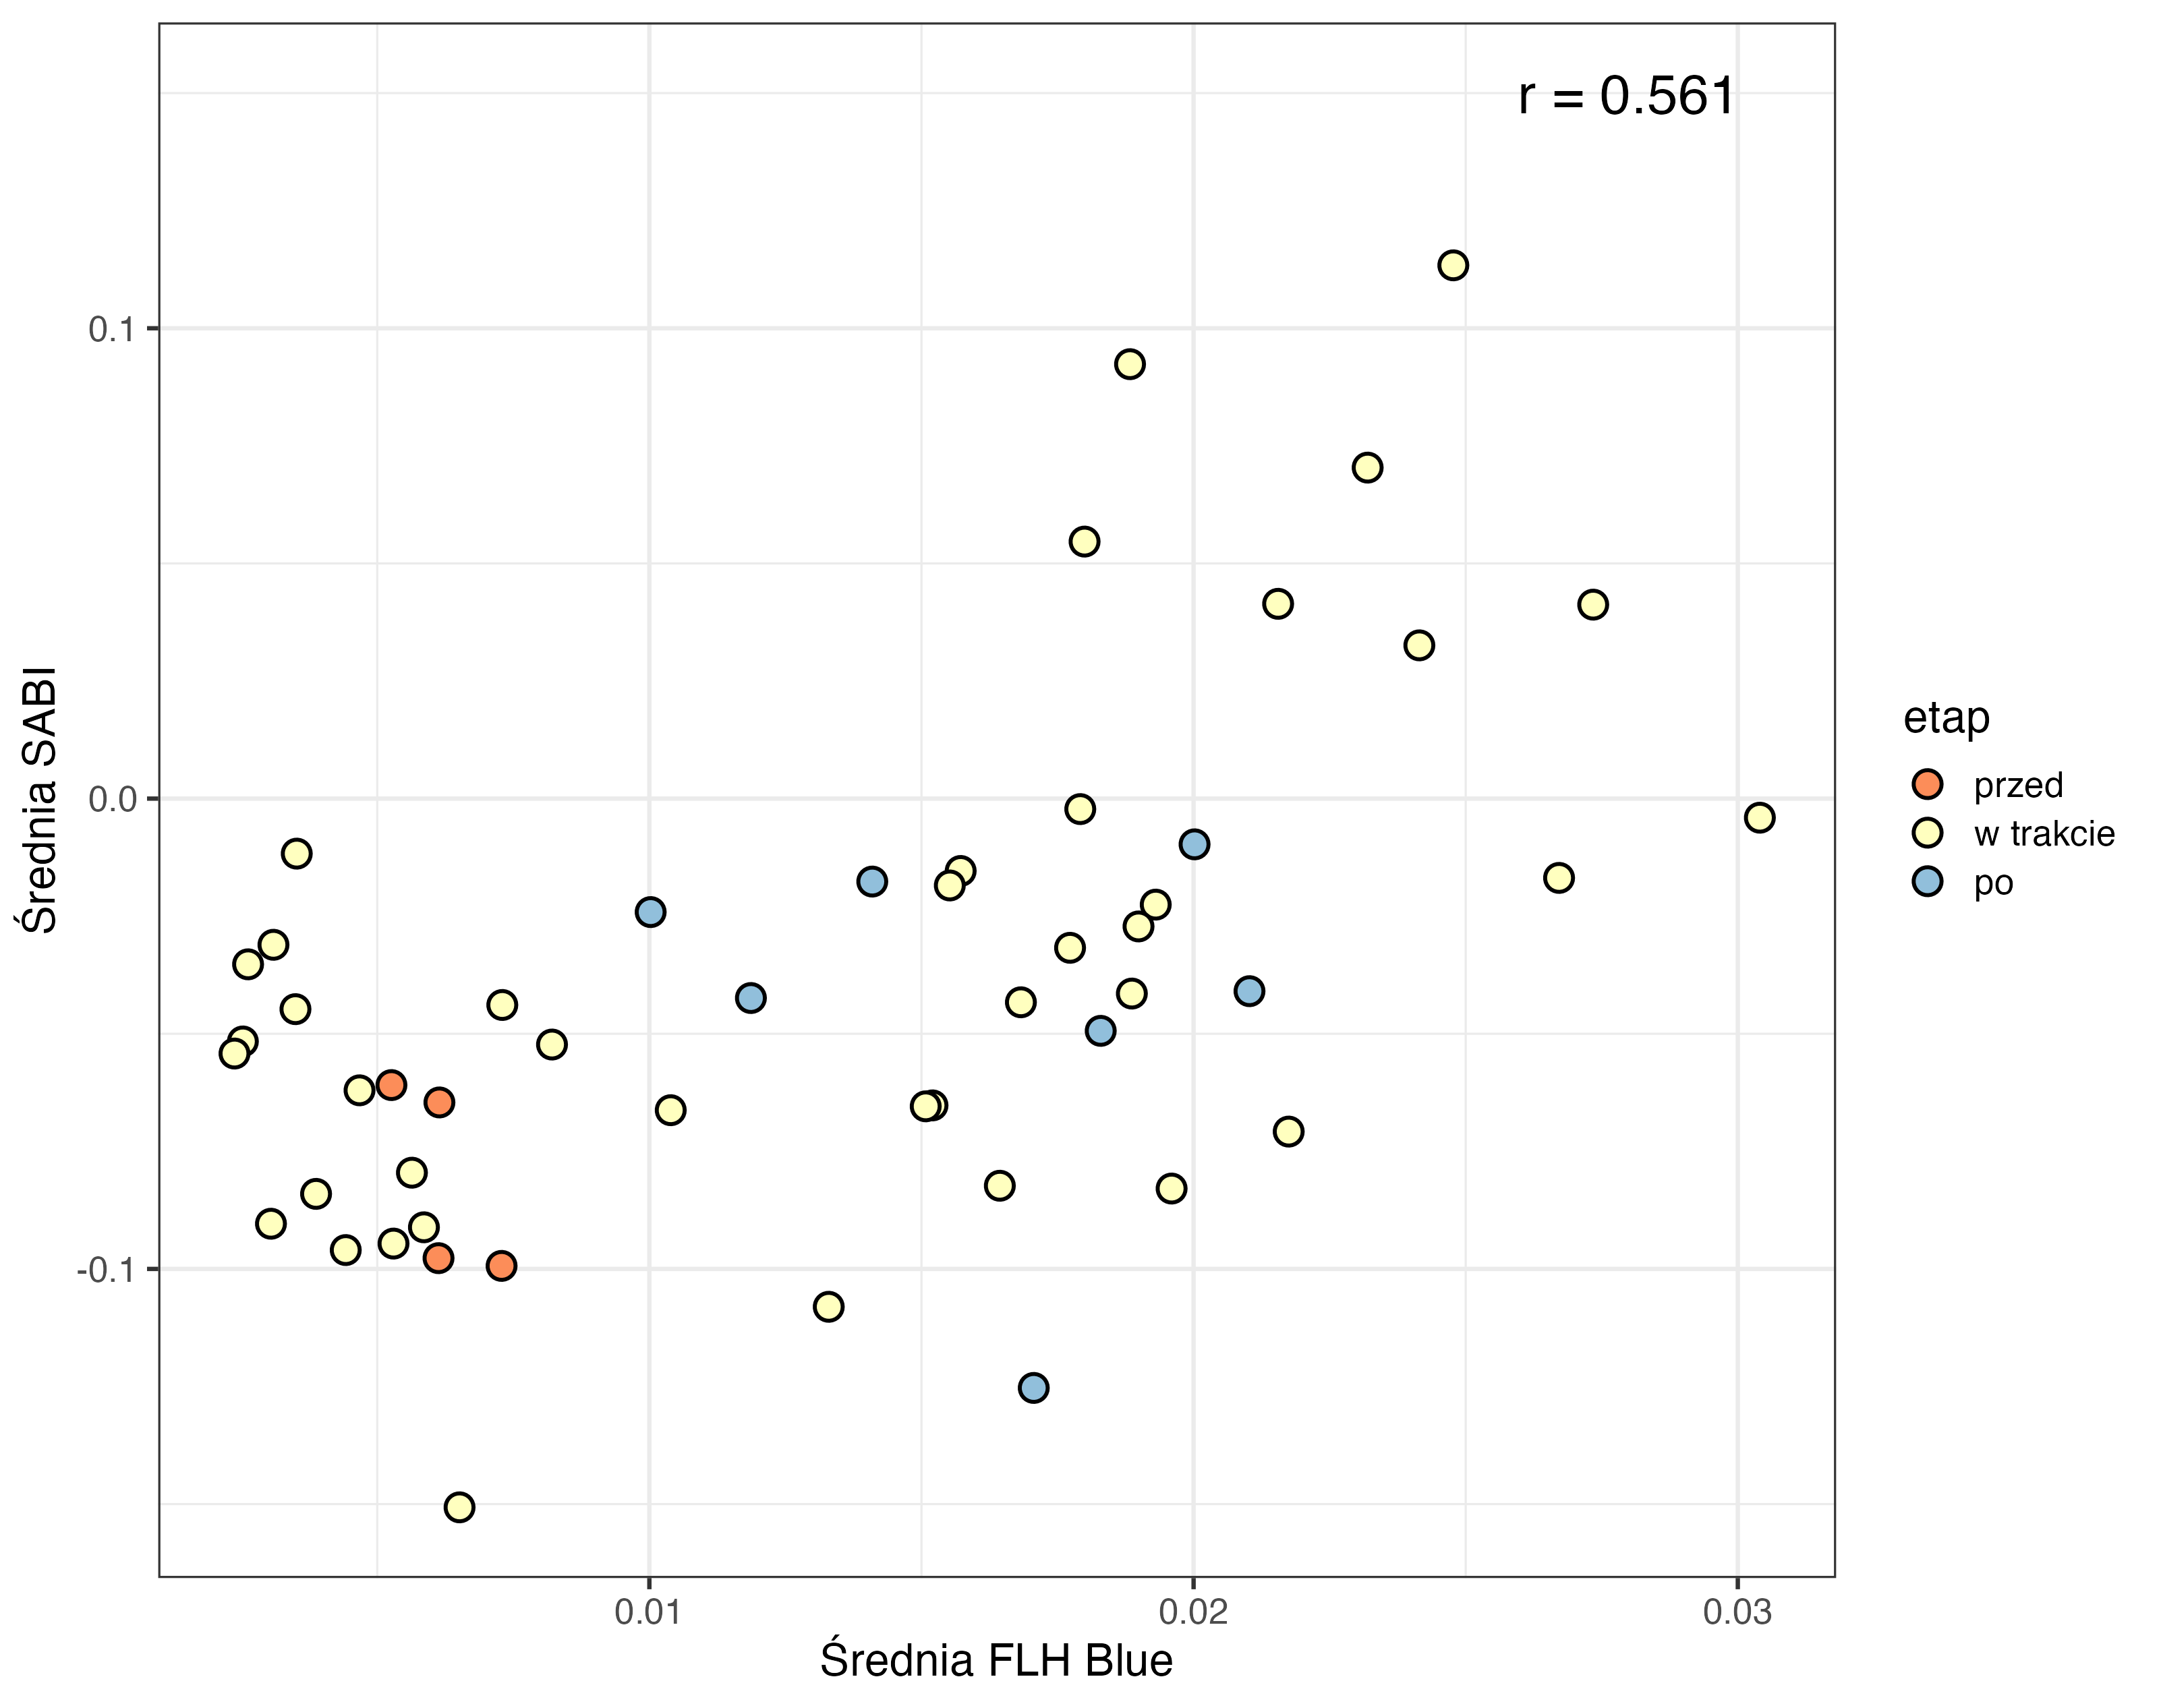 r = 0.561
0.1
0.0
-0.1
Średnia SABI
0.01
0.02
0.03
Średnia FLH Blue
etap
przed
w trakcie
po